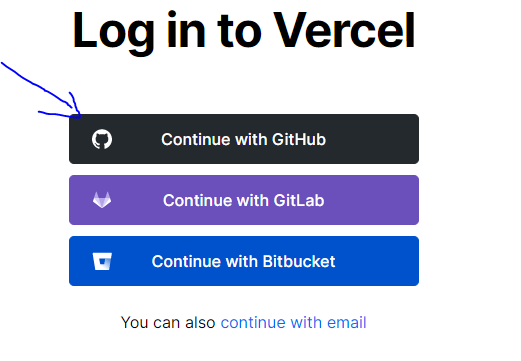 Log in to Vercel
Continue with GitHub
Continue with GitLab
Continue with Bitbucket
You can also continue with email